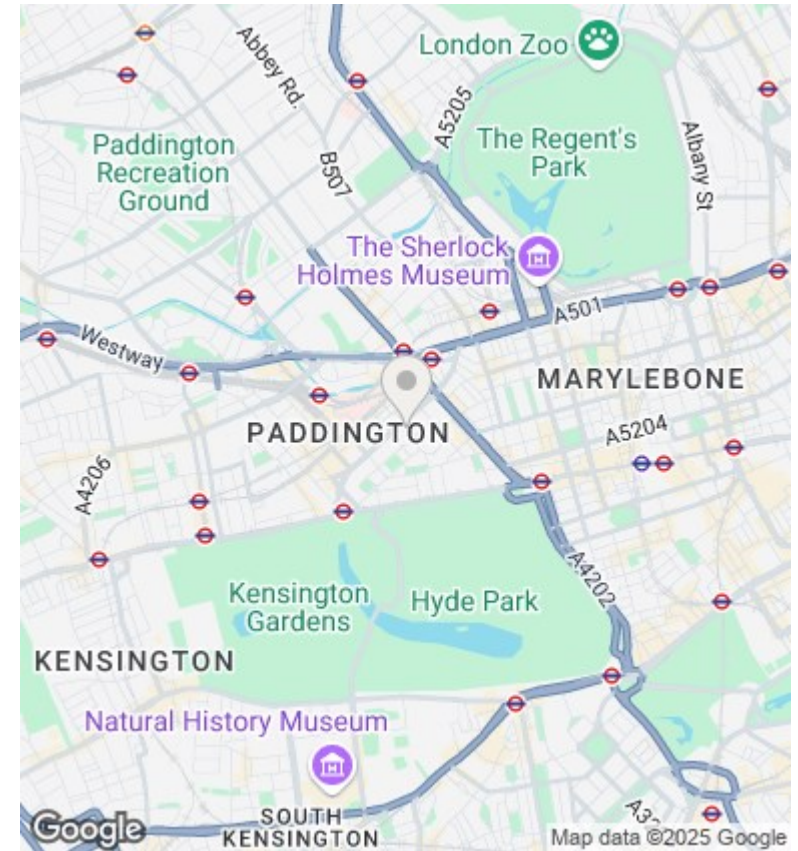 London Zoo
Abbey Rd.
A5205
The Regent's
Park
Albany St
Paddington
Recreation
Ground
B507
The Sherlock
Holmes Museum
A501
Westway
MARYLEBONE
PADDINGTON
A5204
A4206
A4202
Kensington
Gardens
Hyde Park
KENSINGTON
Natural History Museum
SOUTH
KENSINGTON
Google
Map data ©2025 Google